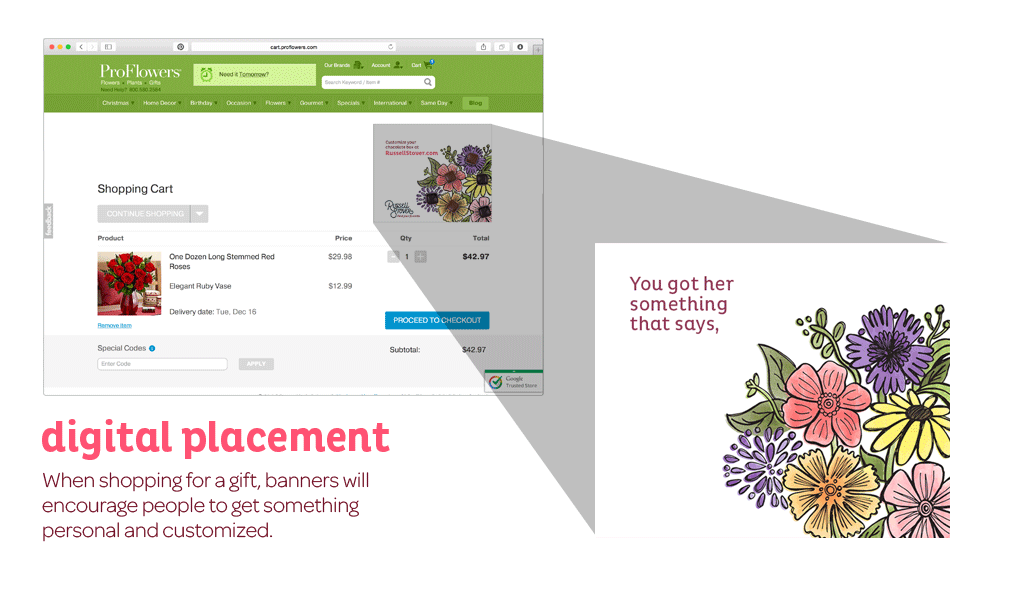 cart.proflowers.com
ProFlowers
Flowers • Plants • Gifts
Need Help? 800.580.2564
Need it Tomorrow?
Our Brands
Account
Cart
Search Keyword / Item #
Christmas
Home Decor
Birthday
Occasion
Flowers
Gourmet
Specials
International
Same Day
Blog
Customize your
chocolate box at
RussellStover.com
Russell
Stover
Shopping Cart
CONTINUE SHOPPING
feedback
Product Price Qty Total
One Dozen Long Stemmed Red
Roses
$29.98
- 1 +
$42.97
Elegant Ruby Vase
$12.99
Delivery date: Tue, Dec 16
Remove item
PROCEED TO CHECKOUT
Special Codes
Subtotal: $42.97
Enter Code
APPLY
Google
Trusted Store
You got her
something
that says,
digital placement
When shopping for a gift, banners will
encourage people to get something
personal and customized.